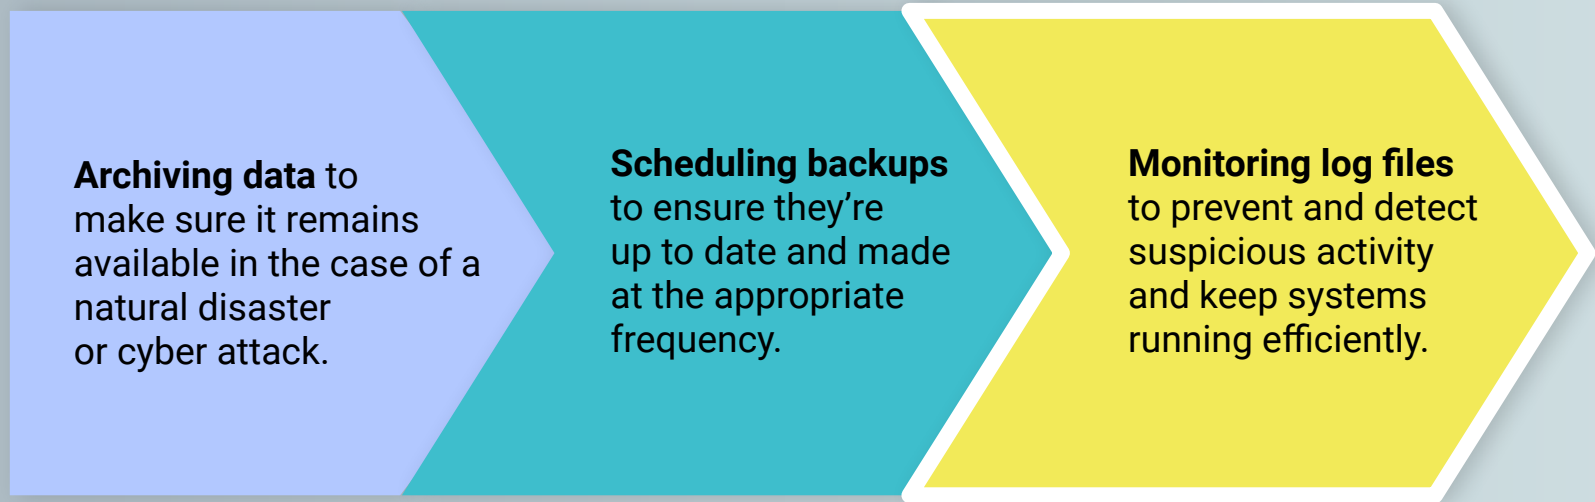 Archiving data to
make sure it remains
available in the case of a
natural disaster
or cyber attack.
Scheduling backups
to ensure they’re
up to date and made
at the appropriate
frequency.
Monitoring log files
to prevent and detect
suspicious activity
and keep systems
running efficiently.